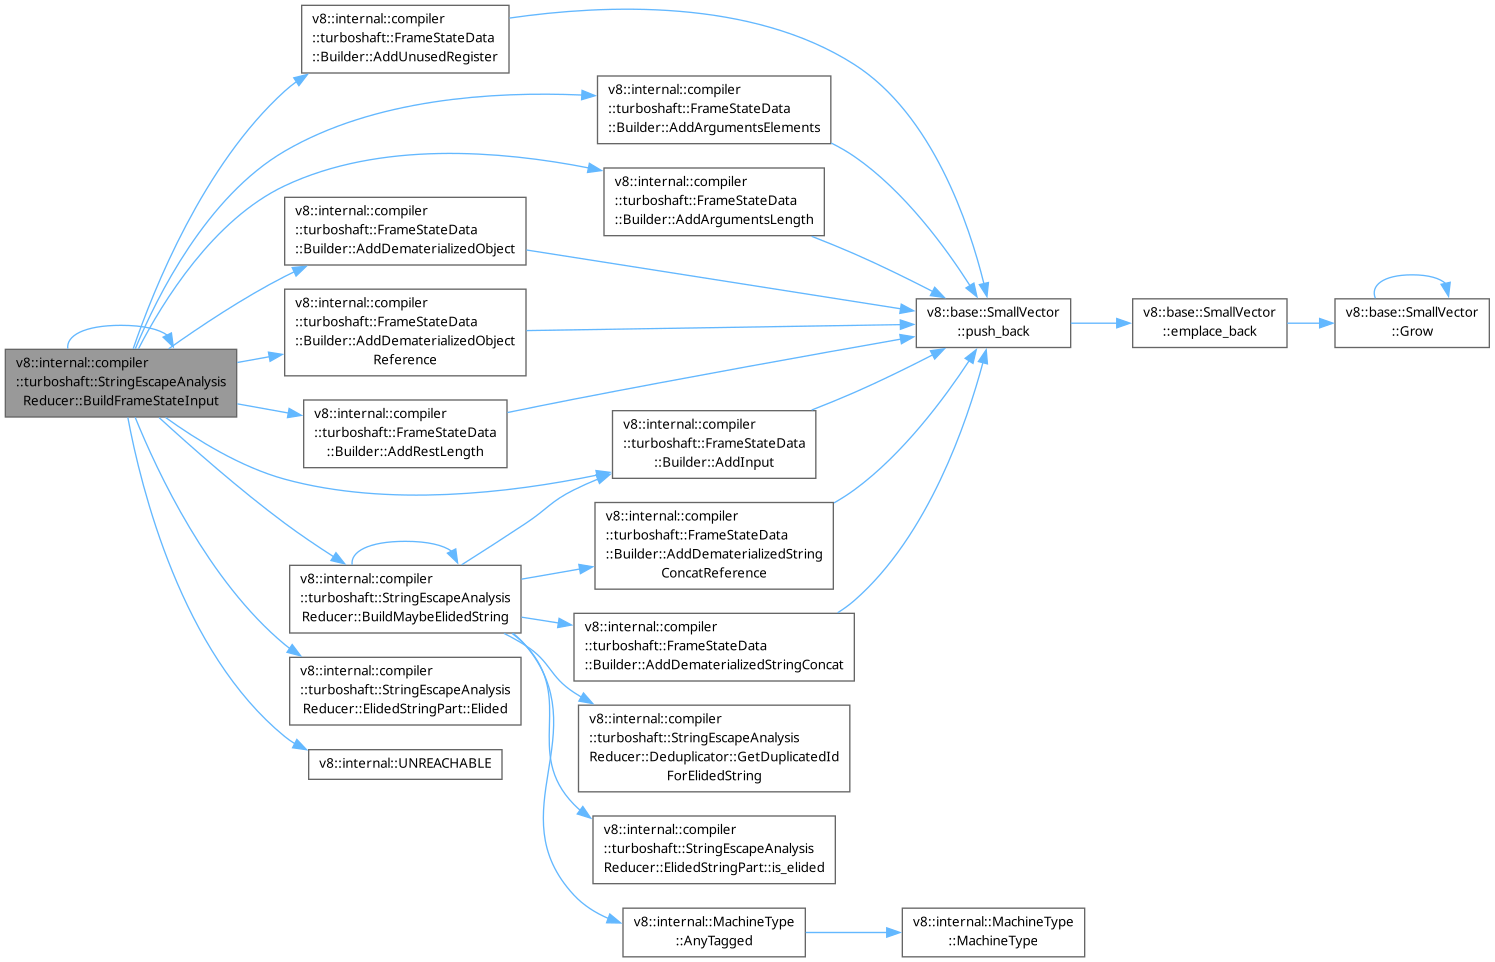 v8::internal::compiler
::turboshaft::FrameStateData
::Builder::AddUnusedRegister
v8::internal::compiler
::turboshaft::FrameStateData
::Builder::AddArgumentsElements
v8::internal::compiler
::turboshaft::FrameStateData
::Builder::AddArgumentsLength
v8::internal::compiler
::turboshaft::FrameStateData
::Builder::AddDematerializedObject
v8::internal::compiler
::turboshaft::FrameStateData
::Builder::AddDematerializedObject
Reference
v8::base::SmallVector
::push_back
v8::base::SmallVector
::emplace_back
v8::base::SmallVector
::Grow
v8::internal::compiler
::turboshaft::StringEscapeAnalysis
Reducer::BuildFrameStateInput
v8::internal::compiler
::turboshaft::FrameStateData
::Builder::AddRestLength
v8::internal::compiler
::turboshaft::FrameStateData
::Builder::AddInput
v8::internal::compiler
::turboshaft::FrameStateData
::Builder::AddDematerializedString
ConcatReference
v8::internal::compiler
::turboshaft::StringEscapeAnalysis
Reducer::BuildMaybeElidedString
v8::internal::compiler
::turboshaft::FrameStateData
::Builder::AddDematerializedStringConcat
v8::internal::compiler
::turboshaft::StringEscapeAnalysis
Reducer::ElidedStringPart::Elided
v8::internal::compiler
::turboshaft::StringEscapeAnalysis
Reducer::Deduplicator::GetDuplicatedId
ForElidedString
v8::internal::UNREACHABLE
v8::internal::compiler
::turboshaft::StringEscapeAnalysis
Reducer::ElidedStringPart::is_elided
v8::internal::MachineType
::AnyTagged
v8::internal::MachineType
::MachineType